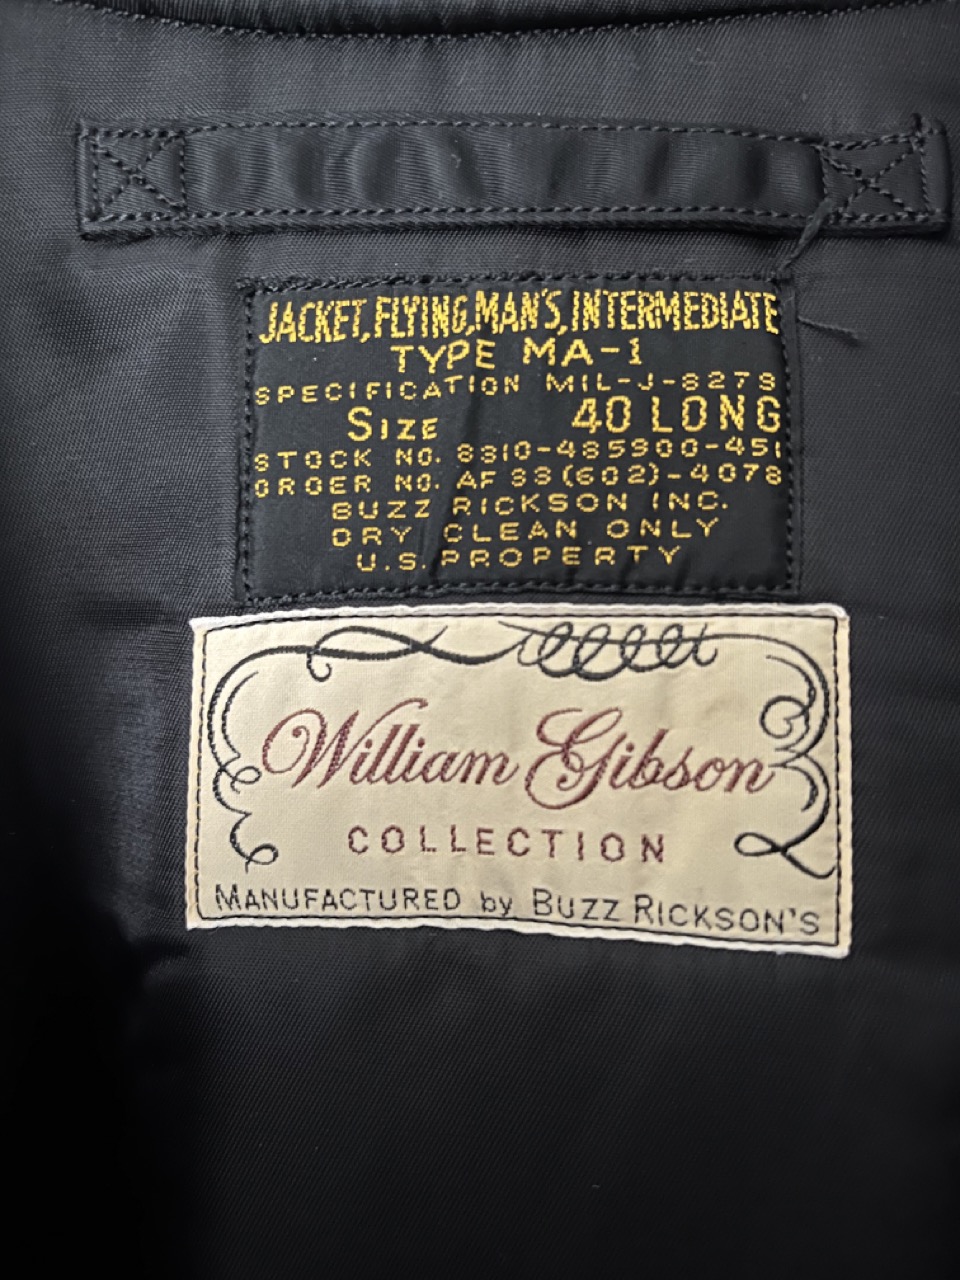 JACKET, FLYING, MAN'S, INTERMEDIATE
TYPE MA-1
SPECIFICATION MIL-J-8279
SIZE 40 LONG
STOCK NO. 8310-485900-451
ORDER NO. AF 33(602)-4078
BUZZ RICKSON INC.
DRY CLEAN ONLY
U.S. PROPERTY
William Gibson
COLLECTION
MANUFACTURED by BUZZ RICKSON'S